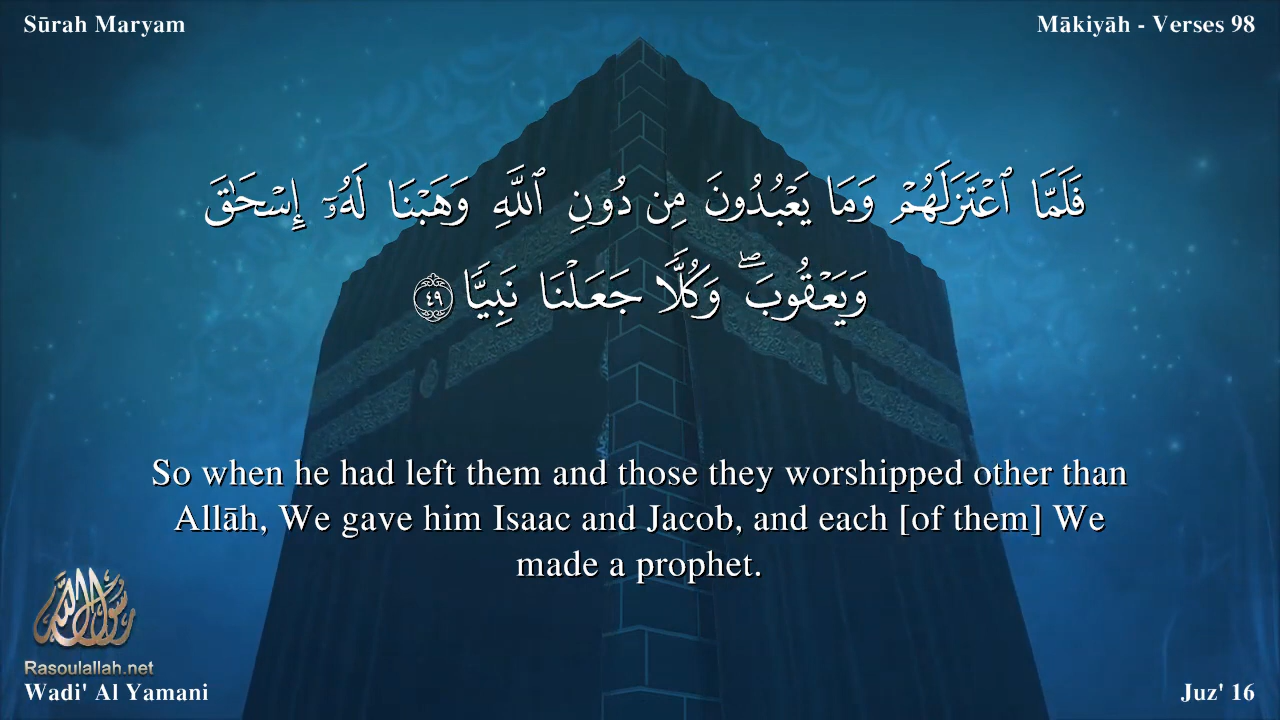 Sūrah Maryam
Mākiyāh - Verses 98
فَلَمَّا ٱعْتَزَلَهُمْ وَمَا يَعْبُدُونَ مِن دُونِ ٱللَّهِ وَهَبْنَا لَهُۥٓ إِسْحَٰقَ
وَيَعْقُوبَ ۖ وَكُلًّا جَعَلْنَا نَبِيًّا ٤٩
So when he had left them and those they worshipped other than
Allāh, We gave him Isaac and Jacob, and each [of them] We
made a prophet.
رسول الله
Rasoulallah.net
Wadi' Al Yamani
Juz' 16